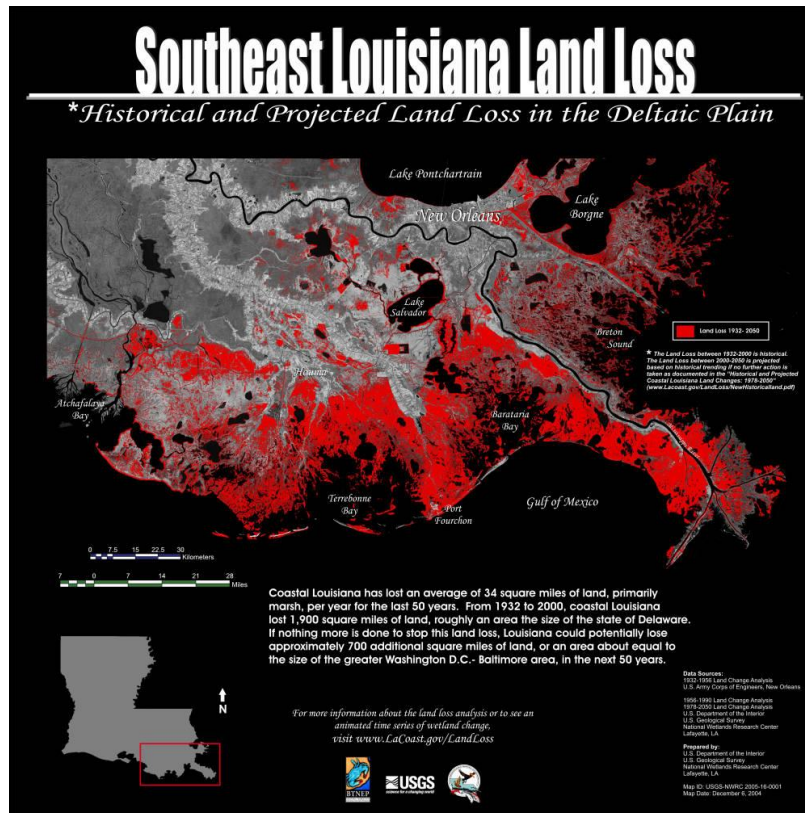 Southeast Louisiana Land Loss
*Historical and Projected Land Loss in the Deltaic Plain
Lake Pontchartrain
New Orleans
Lake
Borgne
Lake
Salvador
Breton
Sound
Land Loss 1932- 2050
* The Land Loss between 1932-2000 is historical.
The Land Loss between 2000-2050 is projected
based on historical trending if no further action is
taken as documented in the "Historical and Projected
Coastal Louisiana Land Changes: 1978-2050"
(www.Lacoast.gov/LandLoss/NewHistoricalland.pdf)
Houma
Atchafalaya
Bay
Barataria
Bay
Terrebonne
Bay
Port
Fourchon
Gulf of Mexico
0 7.5 15 22.5 30
Kilometers
7 0 7 14 21 28
Miles
Coastal Louisiana has lost an average of 34 square miles of land, primarily
marsh, per year for the last 50 years. From 1932 to 2000, coastal Louisiana
lost 1,900 square miles of land, roughly an area the size of the state of Delaware.
If nothing more is done to stop this land loss, Louisiana could potentially lose
approximately 700 additional square miles of land, or an area about equal to
the size of the greater Washington D.C.- Baltimore area, in the next 50 years.
N
For more information about the land loss analysis or to see an
animated time series of wetland change,
visit www.LaCoast.gov/LandLoss
BTNEP
USGS
science for a changing world
Data Sources:
1932-1956 Land Change Analysis
U.S. Army Corps of Engineers, New Orleans
1956-1990 Land Change Analysis
1978-2050 Land Change Analysis
U.S. Department of the Interior
U.S. Geological Survey
National Wetlands Research Center
Lafayette, LA
Prepared by:
U.S. Department of the Interior
U.S. Geological Survey
National Wetlands Research Center
Lafayette, LA
Map ID: USGS-NWRC 2005-16-0001
Map Date: December 6, 2004